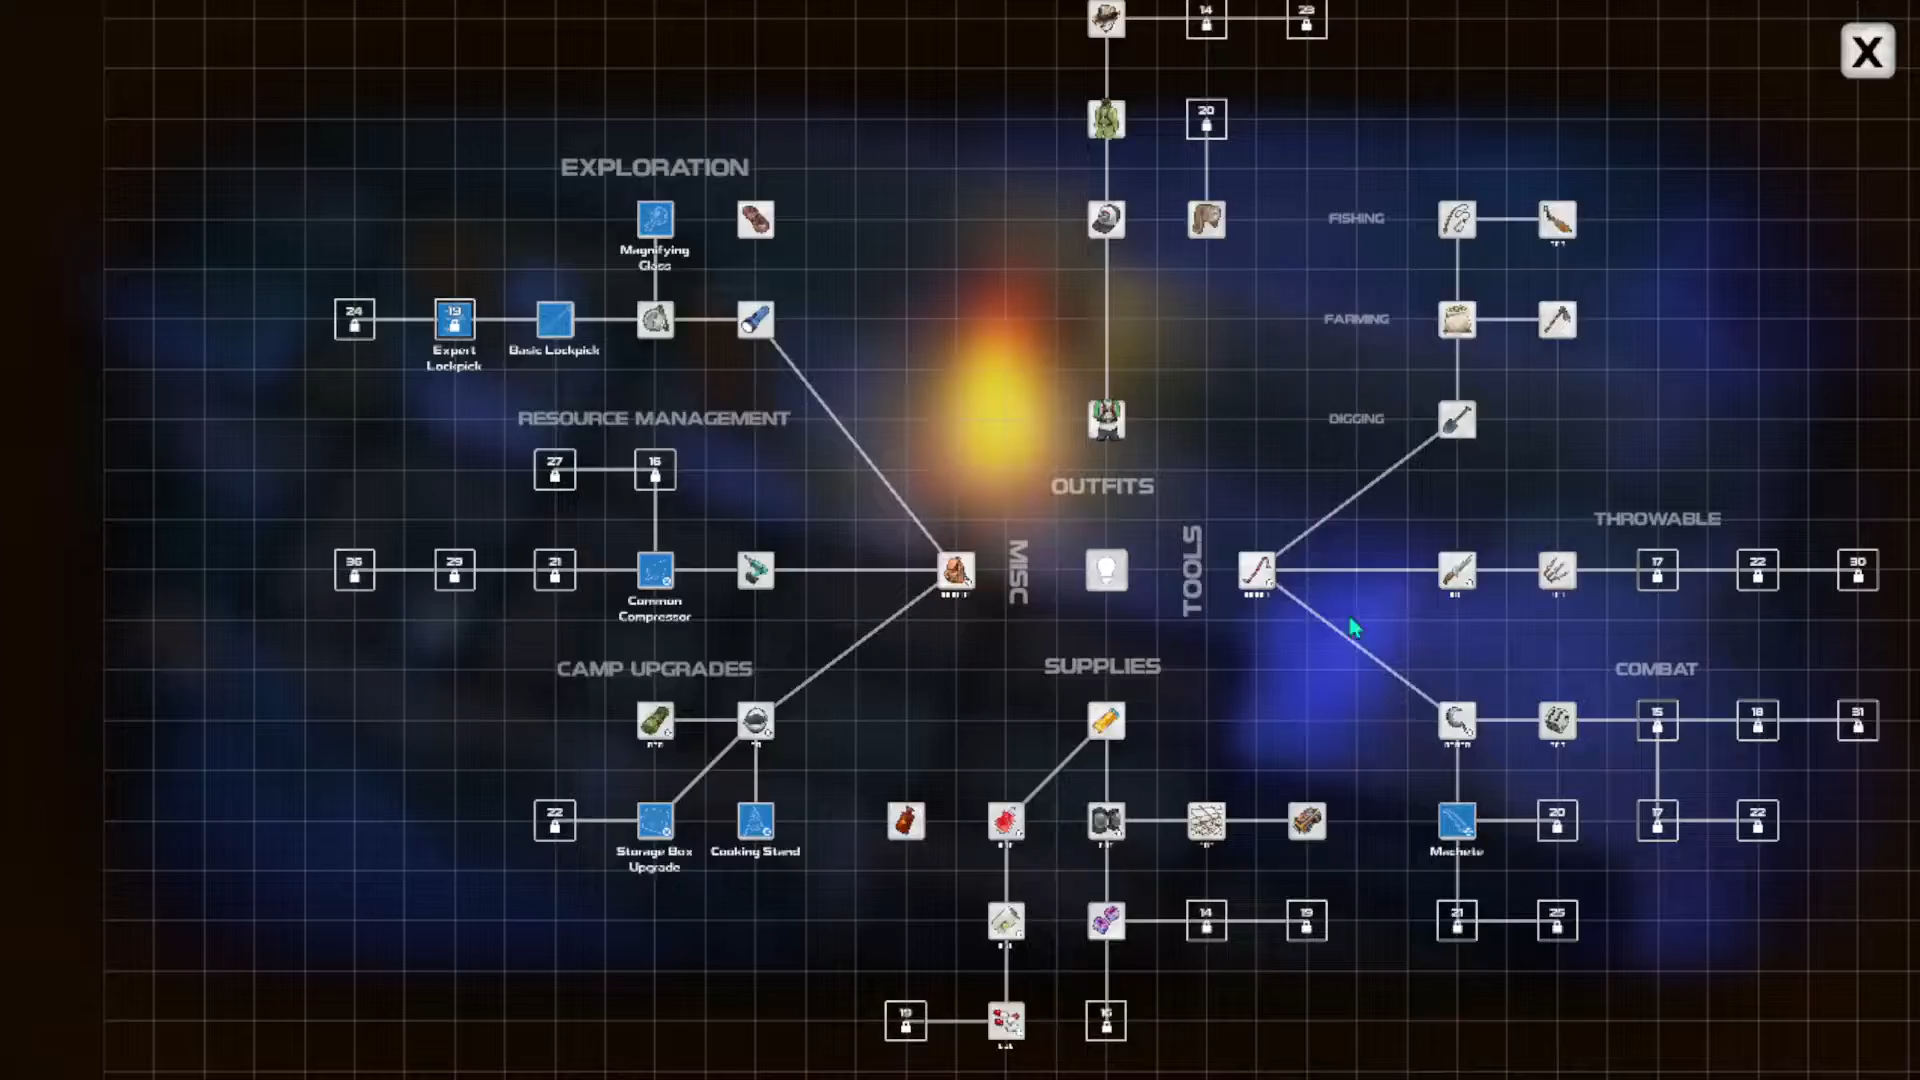 14
23
X
20
EXPLORATION
FISHING
Magnifying
Glass
24
19
FARMING
Expert
Lockpick
Basic Lockpick
RESOURCE MANAGEMENT
DIGGING
27
16
OUTFITS
THROWABLE
36
29
21
MISC
TOOLS
17
22
30
Common
Compressor
CAMP UPGRADES
SUPPLIES
COMBAT
15
18
31
22
20
17
22
Storage Box
Upgrade
Cooking Stand
Machete
14
19
21
25
19
16